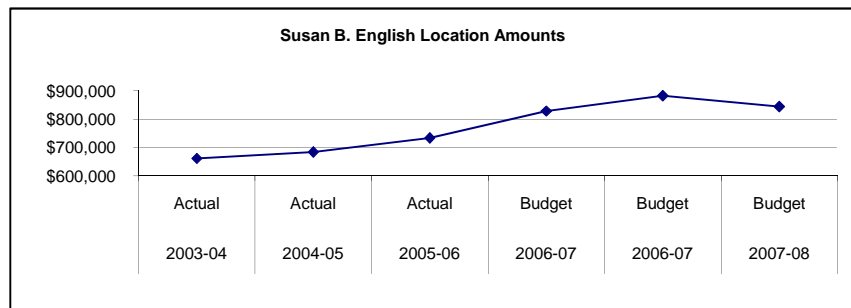 Susan B. English Location Amounts
$900,000
$800,000
$700,000
$600,000
Actual Actual Actual Budget Budget Budget
2003-04 2004-05 2005-06 2006-07 2006-07 2007-08